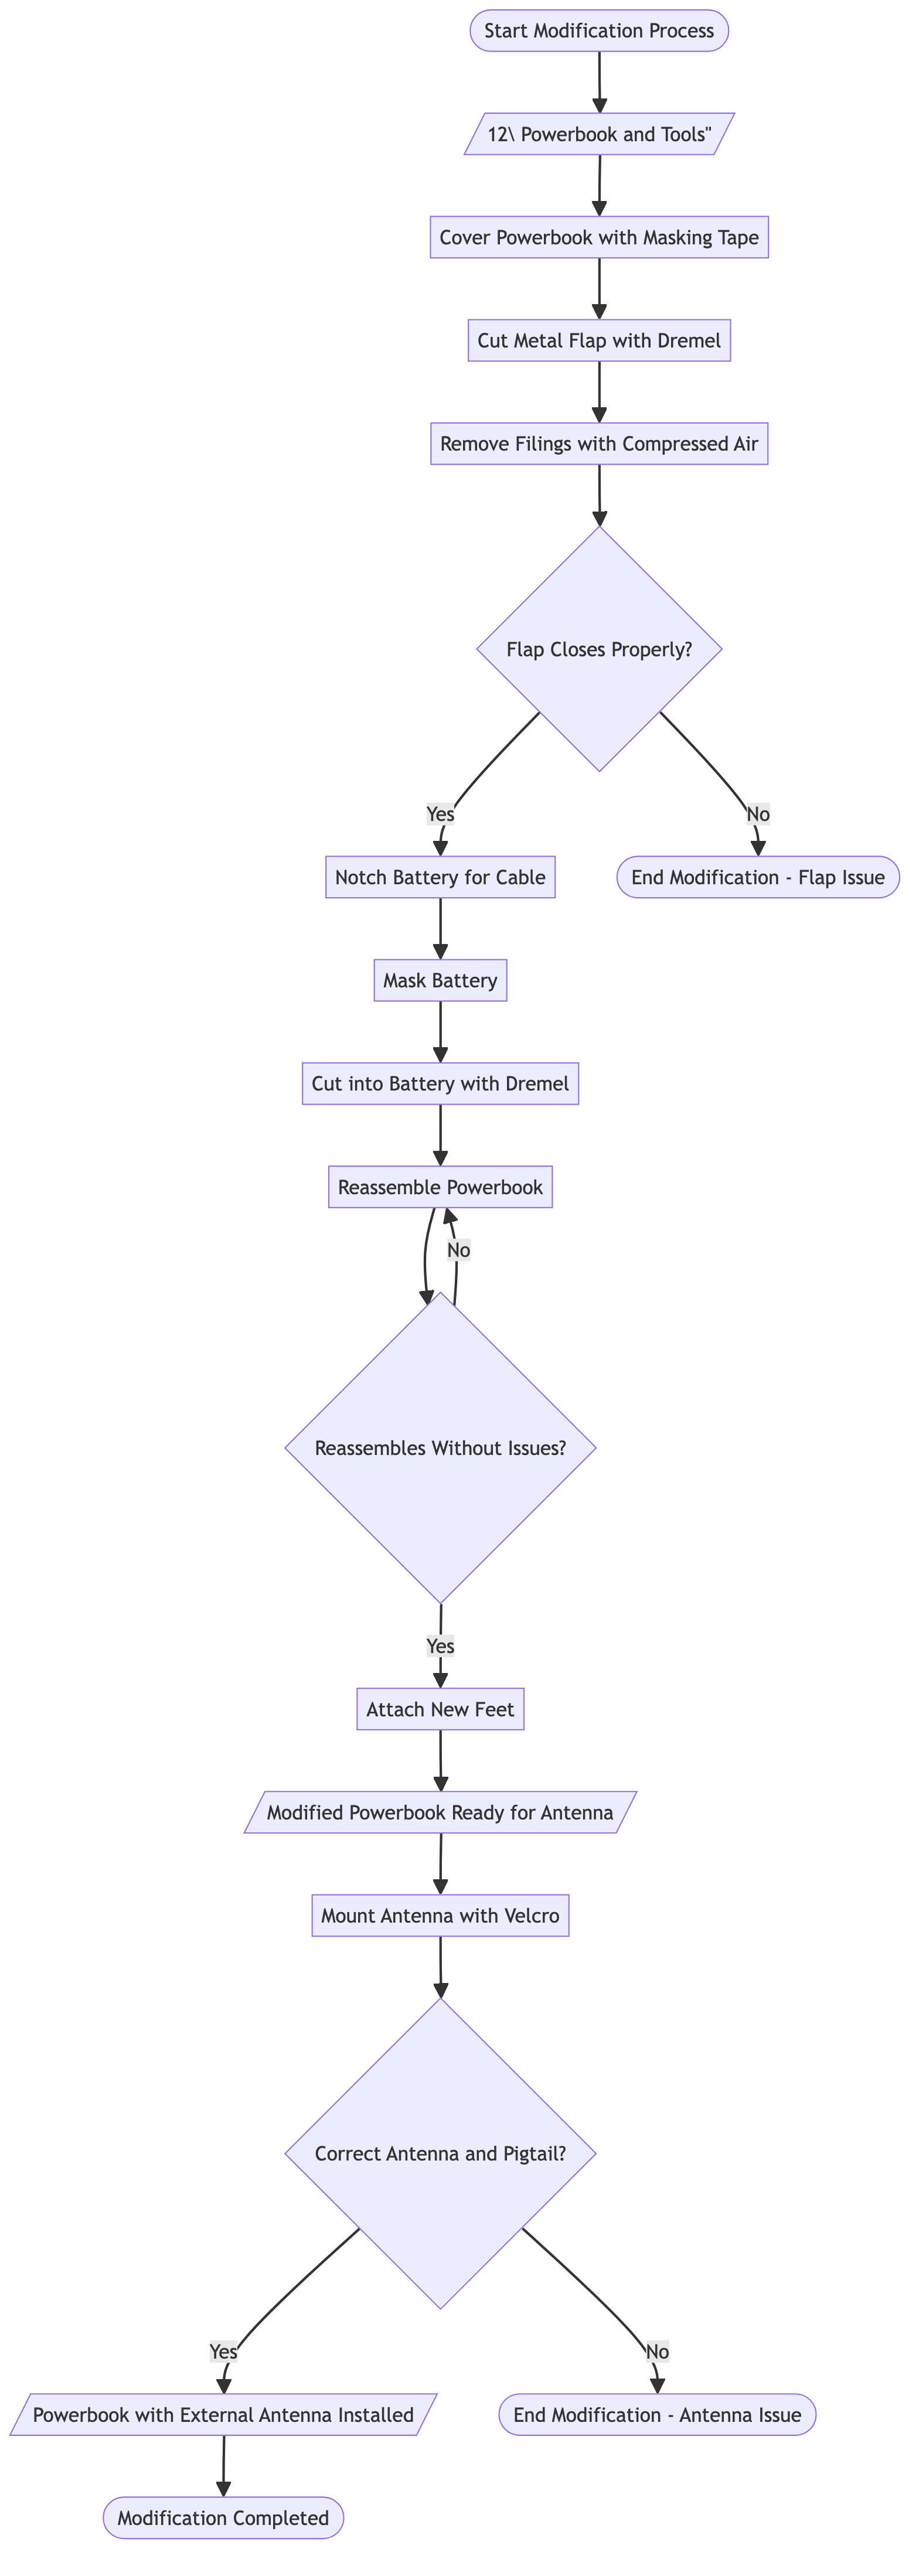 Start Modification Process
12\ Powerbook and Tools"
Cover Powerbook with Masking Tape
Cut Metal Flap with Dremel
Remove Filings with Compressed Air
Flap Closes Properly?
Yes
No
Notch Battery for Cable
End Modification - Flap Issue
Mask Battery
Cut into Battery with Dremel
Reassemble Powerbook
No
Reassembles Without Issues?
Yes
Attach New Feet
Modified Powerbook Ready for Antenna
Mount Antenna with Velcro
Correct Antenna and Pigtail?
Yes
No
Powerbook with External Antenna Installed
End Modification - Antenna Issue
Modification Completed